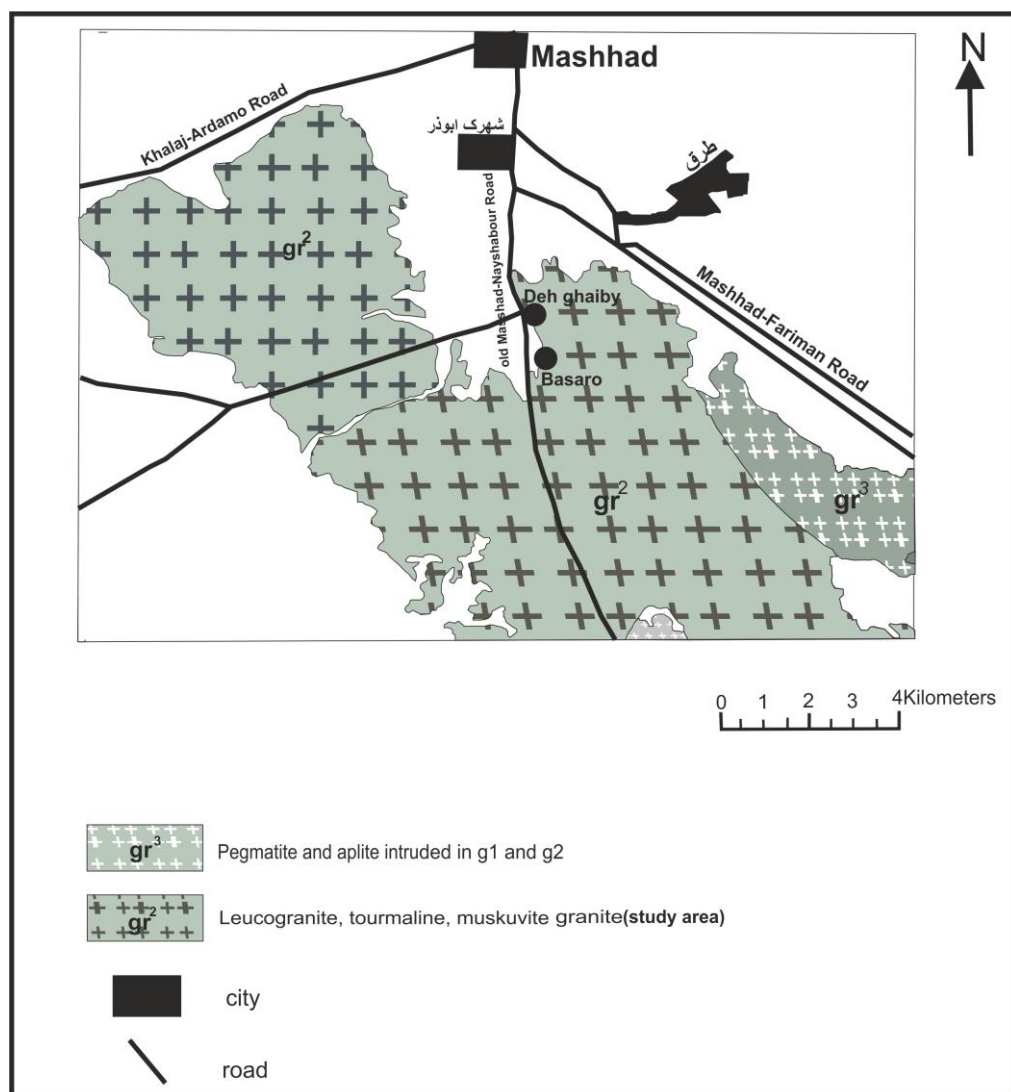 N
Mashhad
Khalaj-Ardamo Road
شهرک ابوذر
طرق
old Masshad-Nayshabour Road
gr2
Deh ghaiby
Mashhad-Fariman Road
Basaro
gr2
gr3
0 1 2 3 4Kilometers
gr3 Pegmatite and aplite intruded in g1 and g2
gr2 Leucogranite, tourmaline, muskuvite granite(study area)
city
road